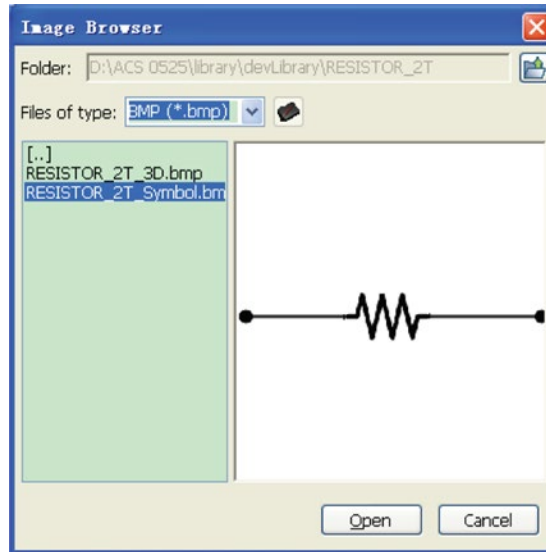 Image Browser
Folder: D:\ACS 0525\library\devLibrary\RESISTOR_2T
Files of type: BMP (*.bmp)
[..]
RESISTOR_2T_3D.bmp
RESISTOR_2T_Symbol.bm
Open Cancel